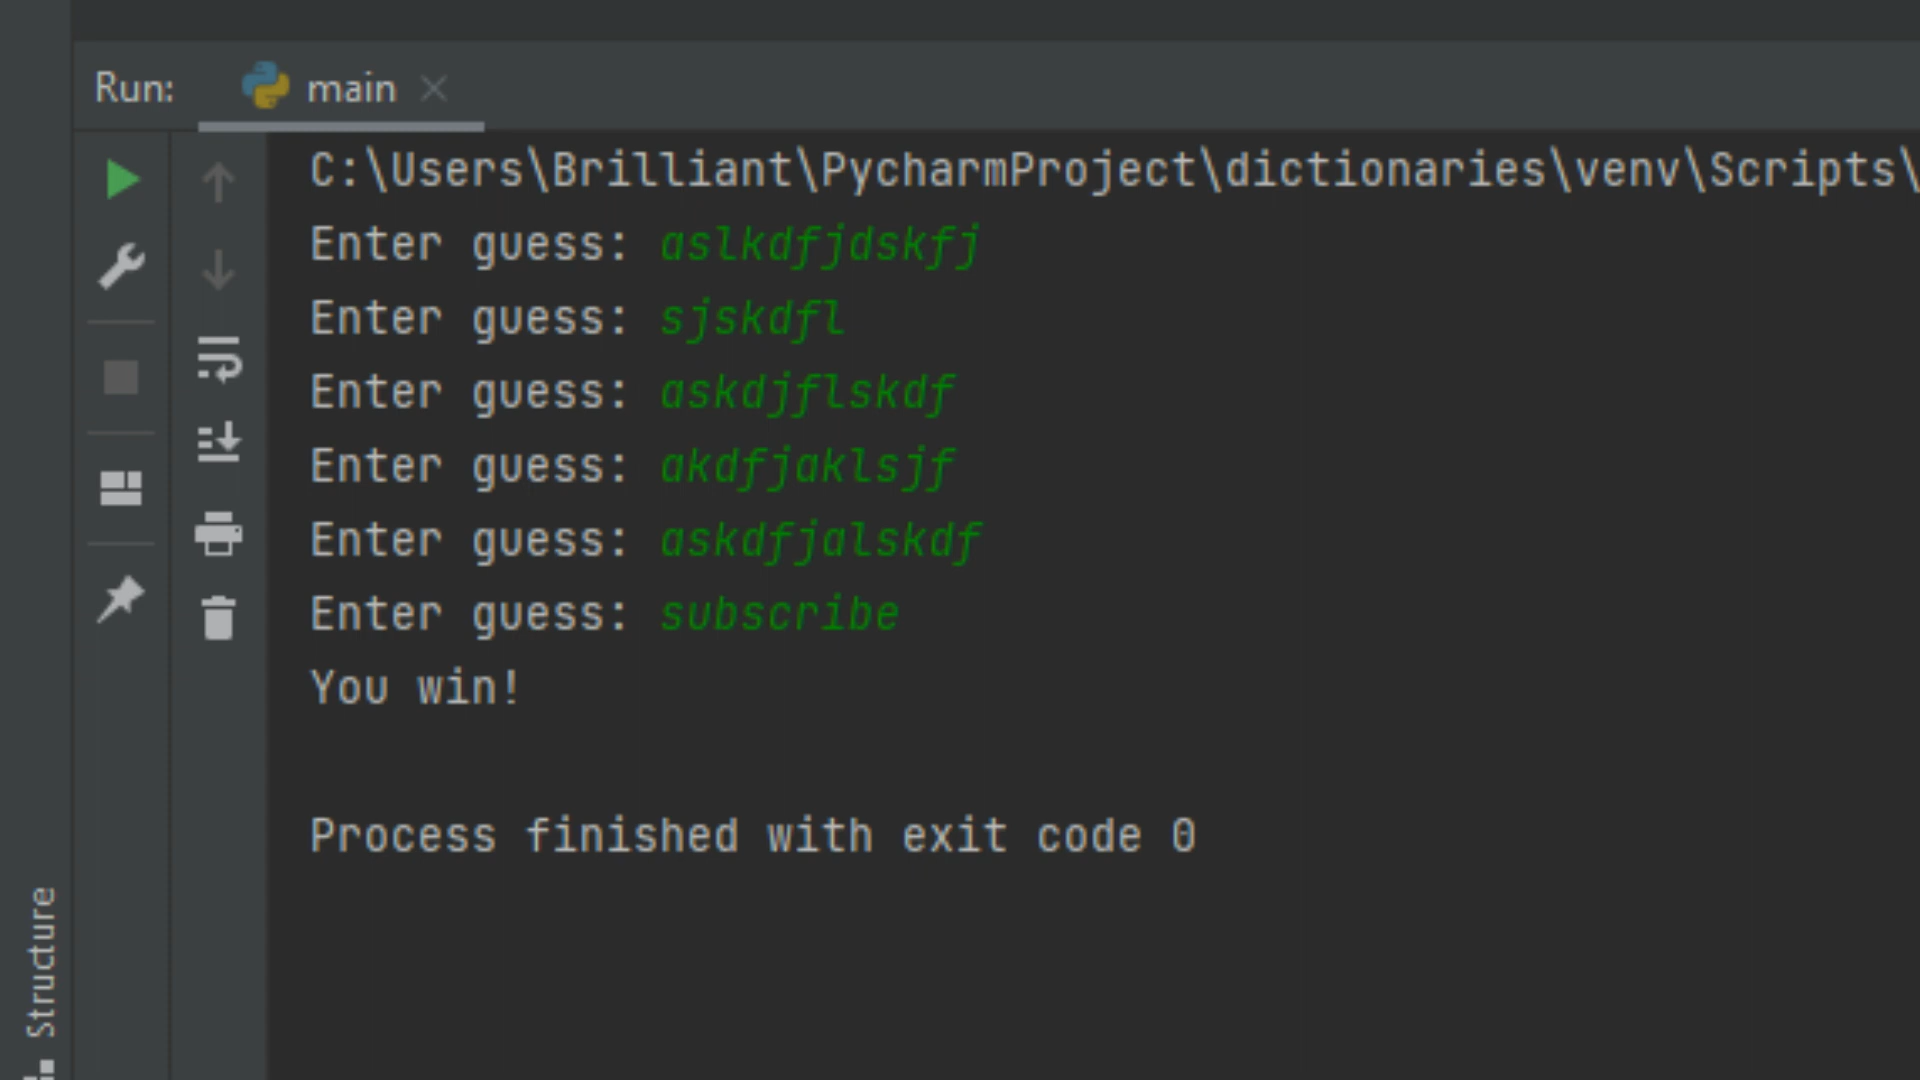 Run: main
C:\Users\Brilliant\PycharmProject\dictionaries\venv\Scripts\
Enter guess: aslkdfjdskfj
Enter guess: sjskdfl
Enter guess: askdjflskdf
Enter guess: akdfjaklsjf
Enter guess: askdfjalskdf
Enter guess: subscribe
You win!
Process finished with exit code 0
Structure